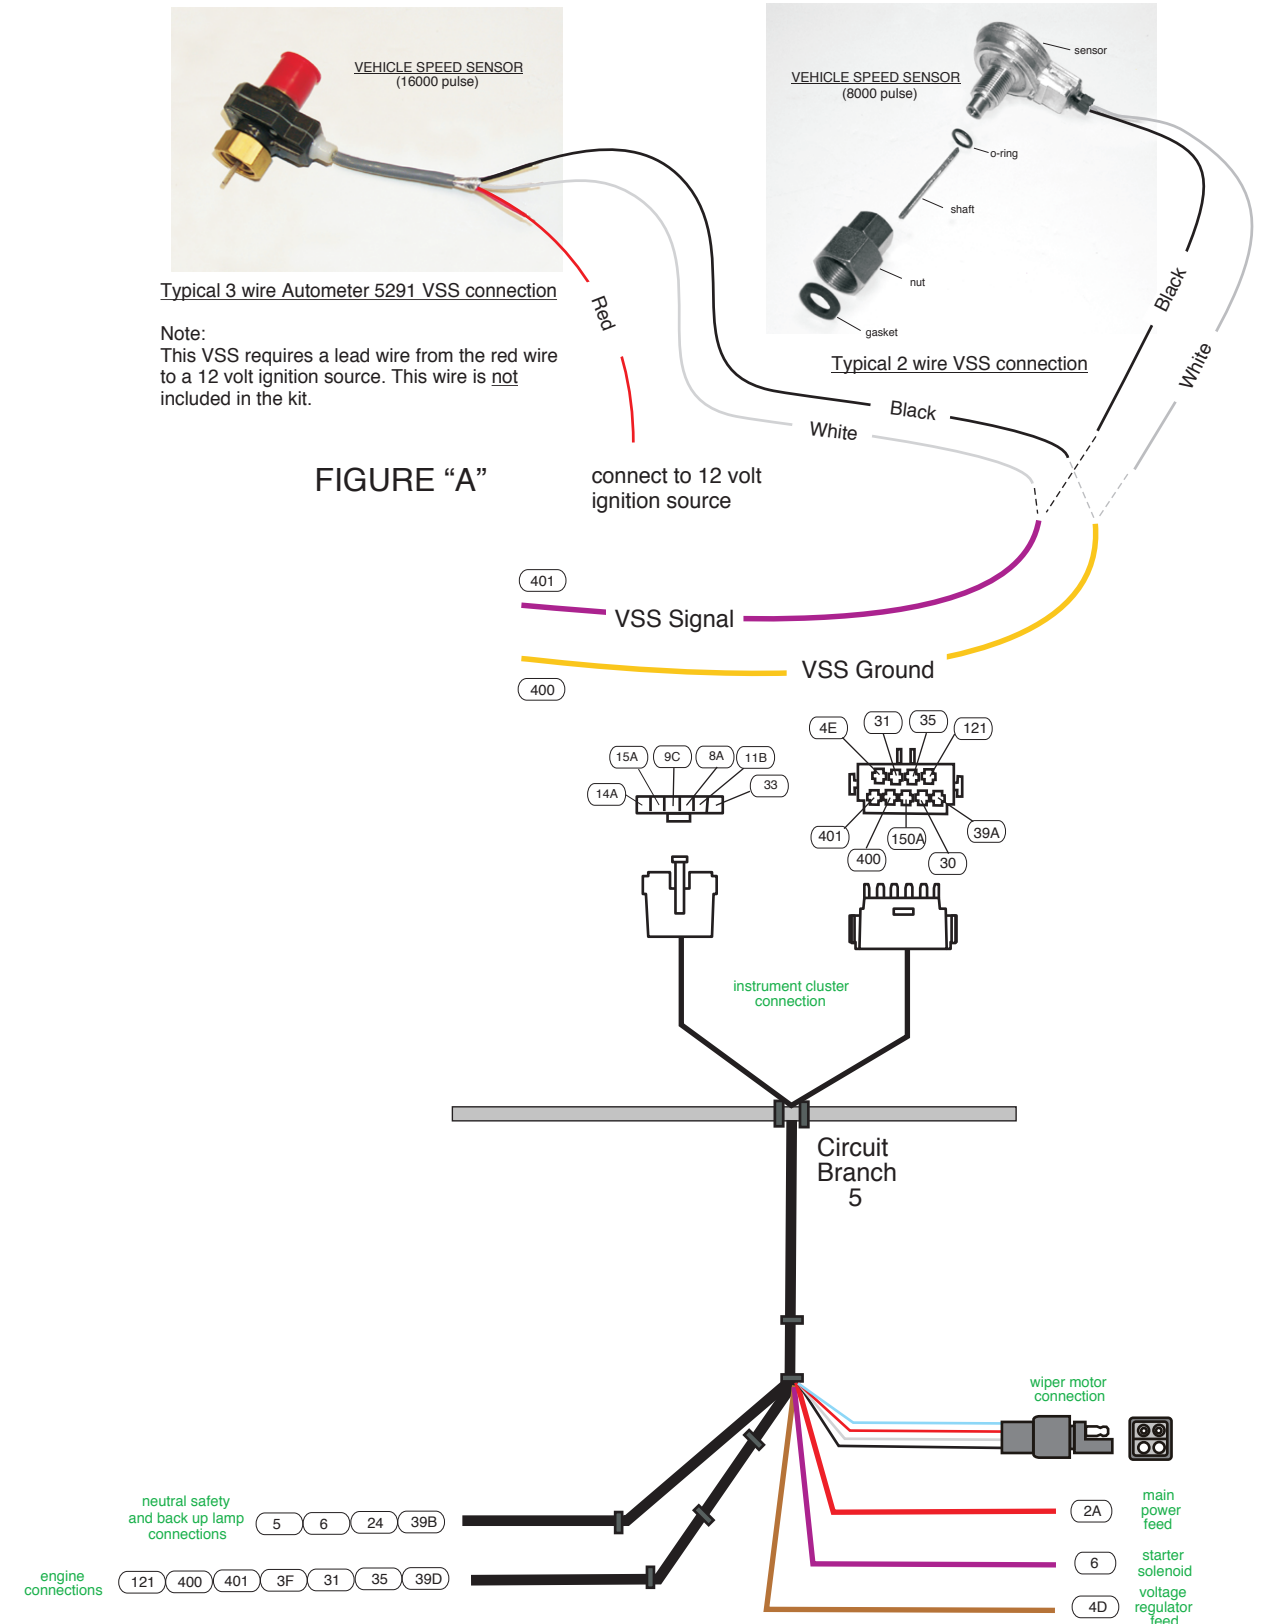 VEHICLE SPEED SENSOR
(16000 pulse)
VEHICLE SPEED SENSOR
(8000 pulse)
sensor
o-ring
shaft
nut
gasket
Typical 3 wire Autometer 5291 VSS connection
Note:
This VSS requires a lead wire from the red wire
to a 12 volt ignition source. This wire is not
included in the kit.
Typical 2 wire VSS connection
Red
Black
White
Black
White
FIGURE “A”
connect to 12 volt
ignition source
401
VSS Signal
VSS Ground
400
15A
9C
8A
11B
14A
33
4E
31
35
121
401
400
150A
30
39A
instrument cluster
connection
Circuit
Branch
5
wiper motor
connection
neutral safety
and back up lamp
connections
5
6
24
39B
engine
connections
121
400
401
3F
31
35
39D
2A
main
power
feed
6
starter
solenoid
4D
voltage
regulator
feed